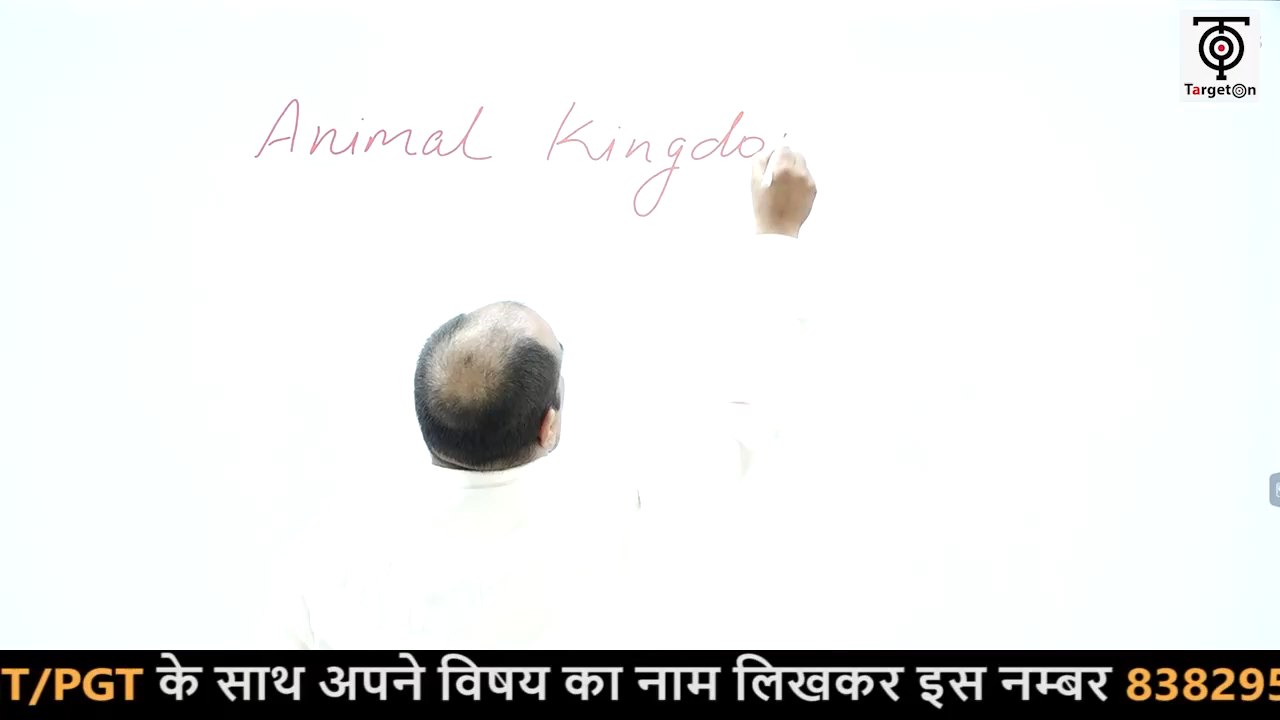 TargetOn
Animal Kingdo
T/PGT के साथ अपने विषय का नाम लिखकर इस नम्बर 838295